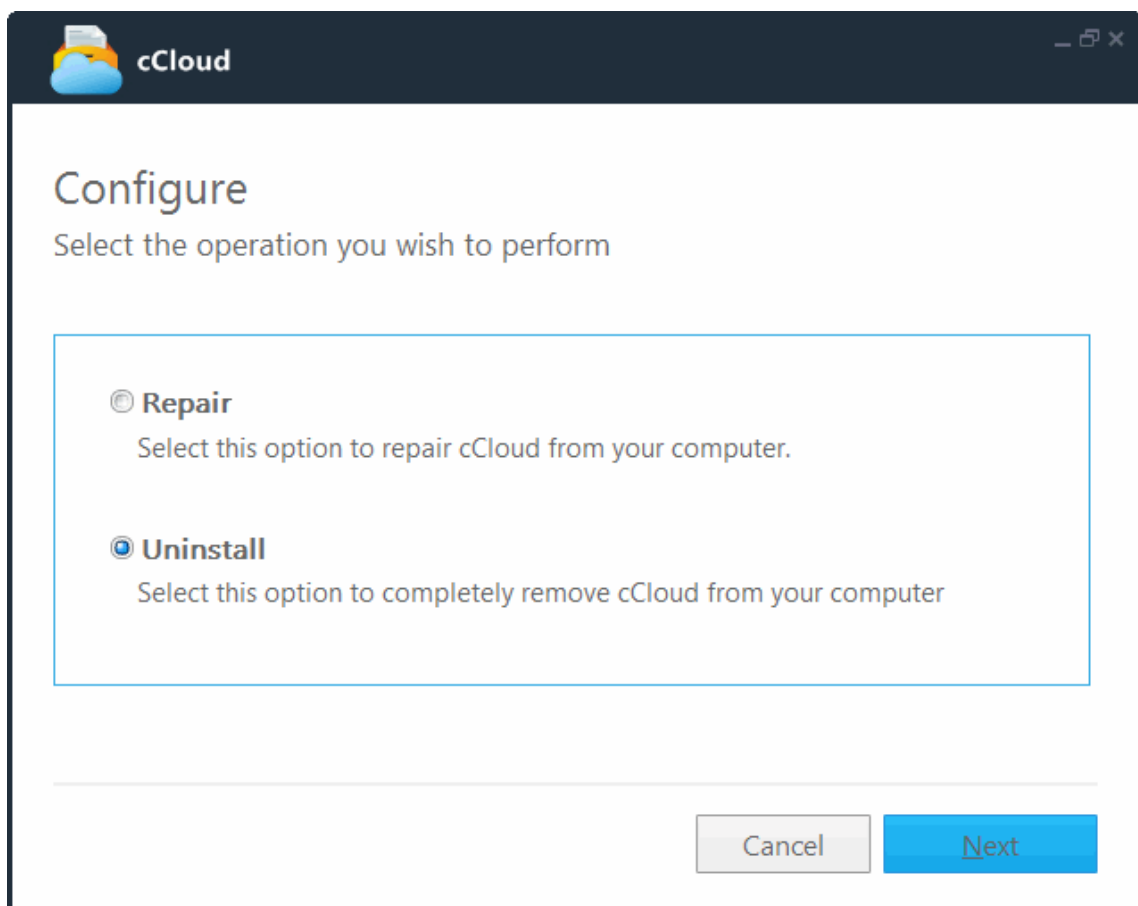 cCloud
Configure
Select the operation you wish to perform
Repair
Select this option to repair cCloud from your computer.
Uninstall
Select this option to completely remove cCloud from your computer
Cancel
Next